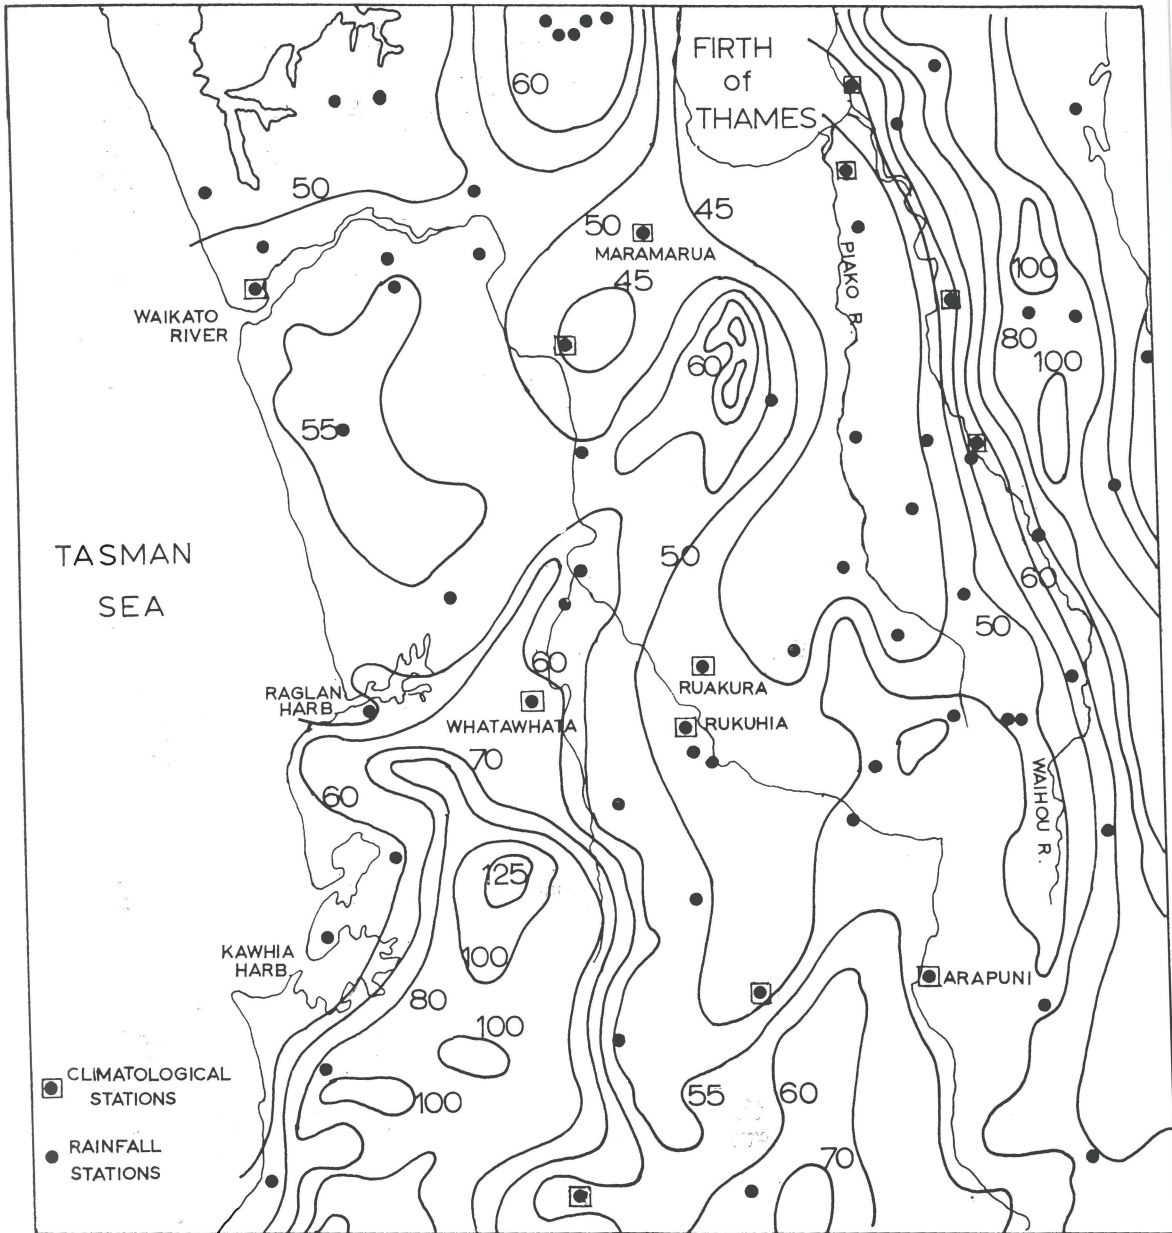 FIRTH
of
THAMES
60
50
50
45
MARAMARUA
45
PIAKO R.
100
WAIKATO
RIVER
80
100
60
55
TASMAN
SEA
50
60
50
60
RUAKURA
RAGLAN
HARB.
WHATAWHATA
RUKUHIA
70
60
WAIHOU R.
125
100
KAWHIA
HARB.
ARAPUNI
80
100
CLIMATOLOGICAL
STATIONS
100
55
60
RAINFALL
STATIONS
70